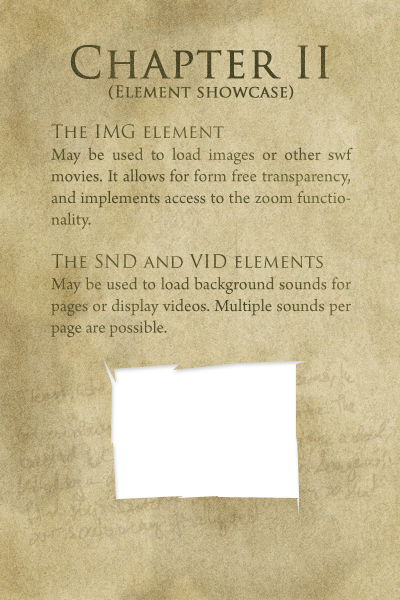 CHAPTER II
(ELEMENT SHOWCASE)
THE IMG ELEMENT
May be used to load images or other swf
movies. It allows for form free transparency,
and implements access to the zoom functio-
nality.
THE SND AND VID ELEMENTS
May be used to load background sounds for
pages or display videos. Multiple sounds per
page are possible.